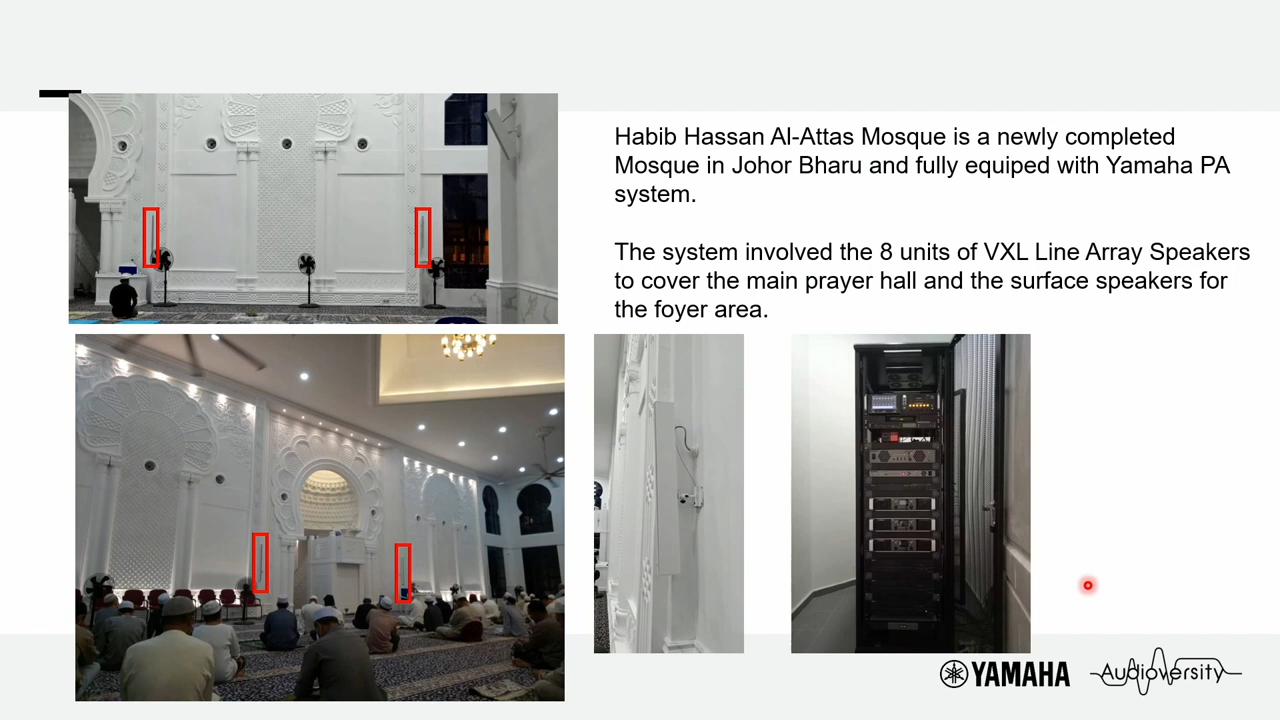 Habib Hassan Al-Attas Mosque is a newly completed
Mosque in Johor Bharu and fully equiped with Yamaha PA
system.
The system involved the 8 units of VXL Line Array Speakers
to cover the main prayer hall and the surface speakers for
the foyer area.
YAMAHA
Audioversity